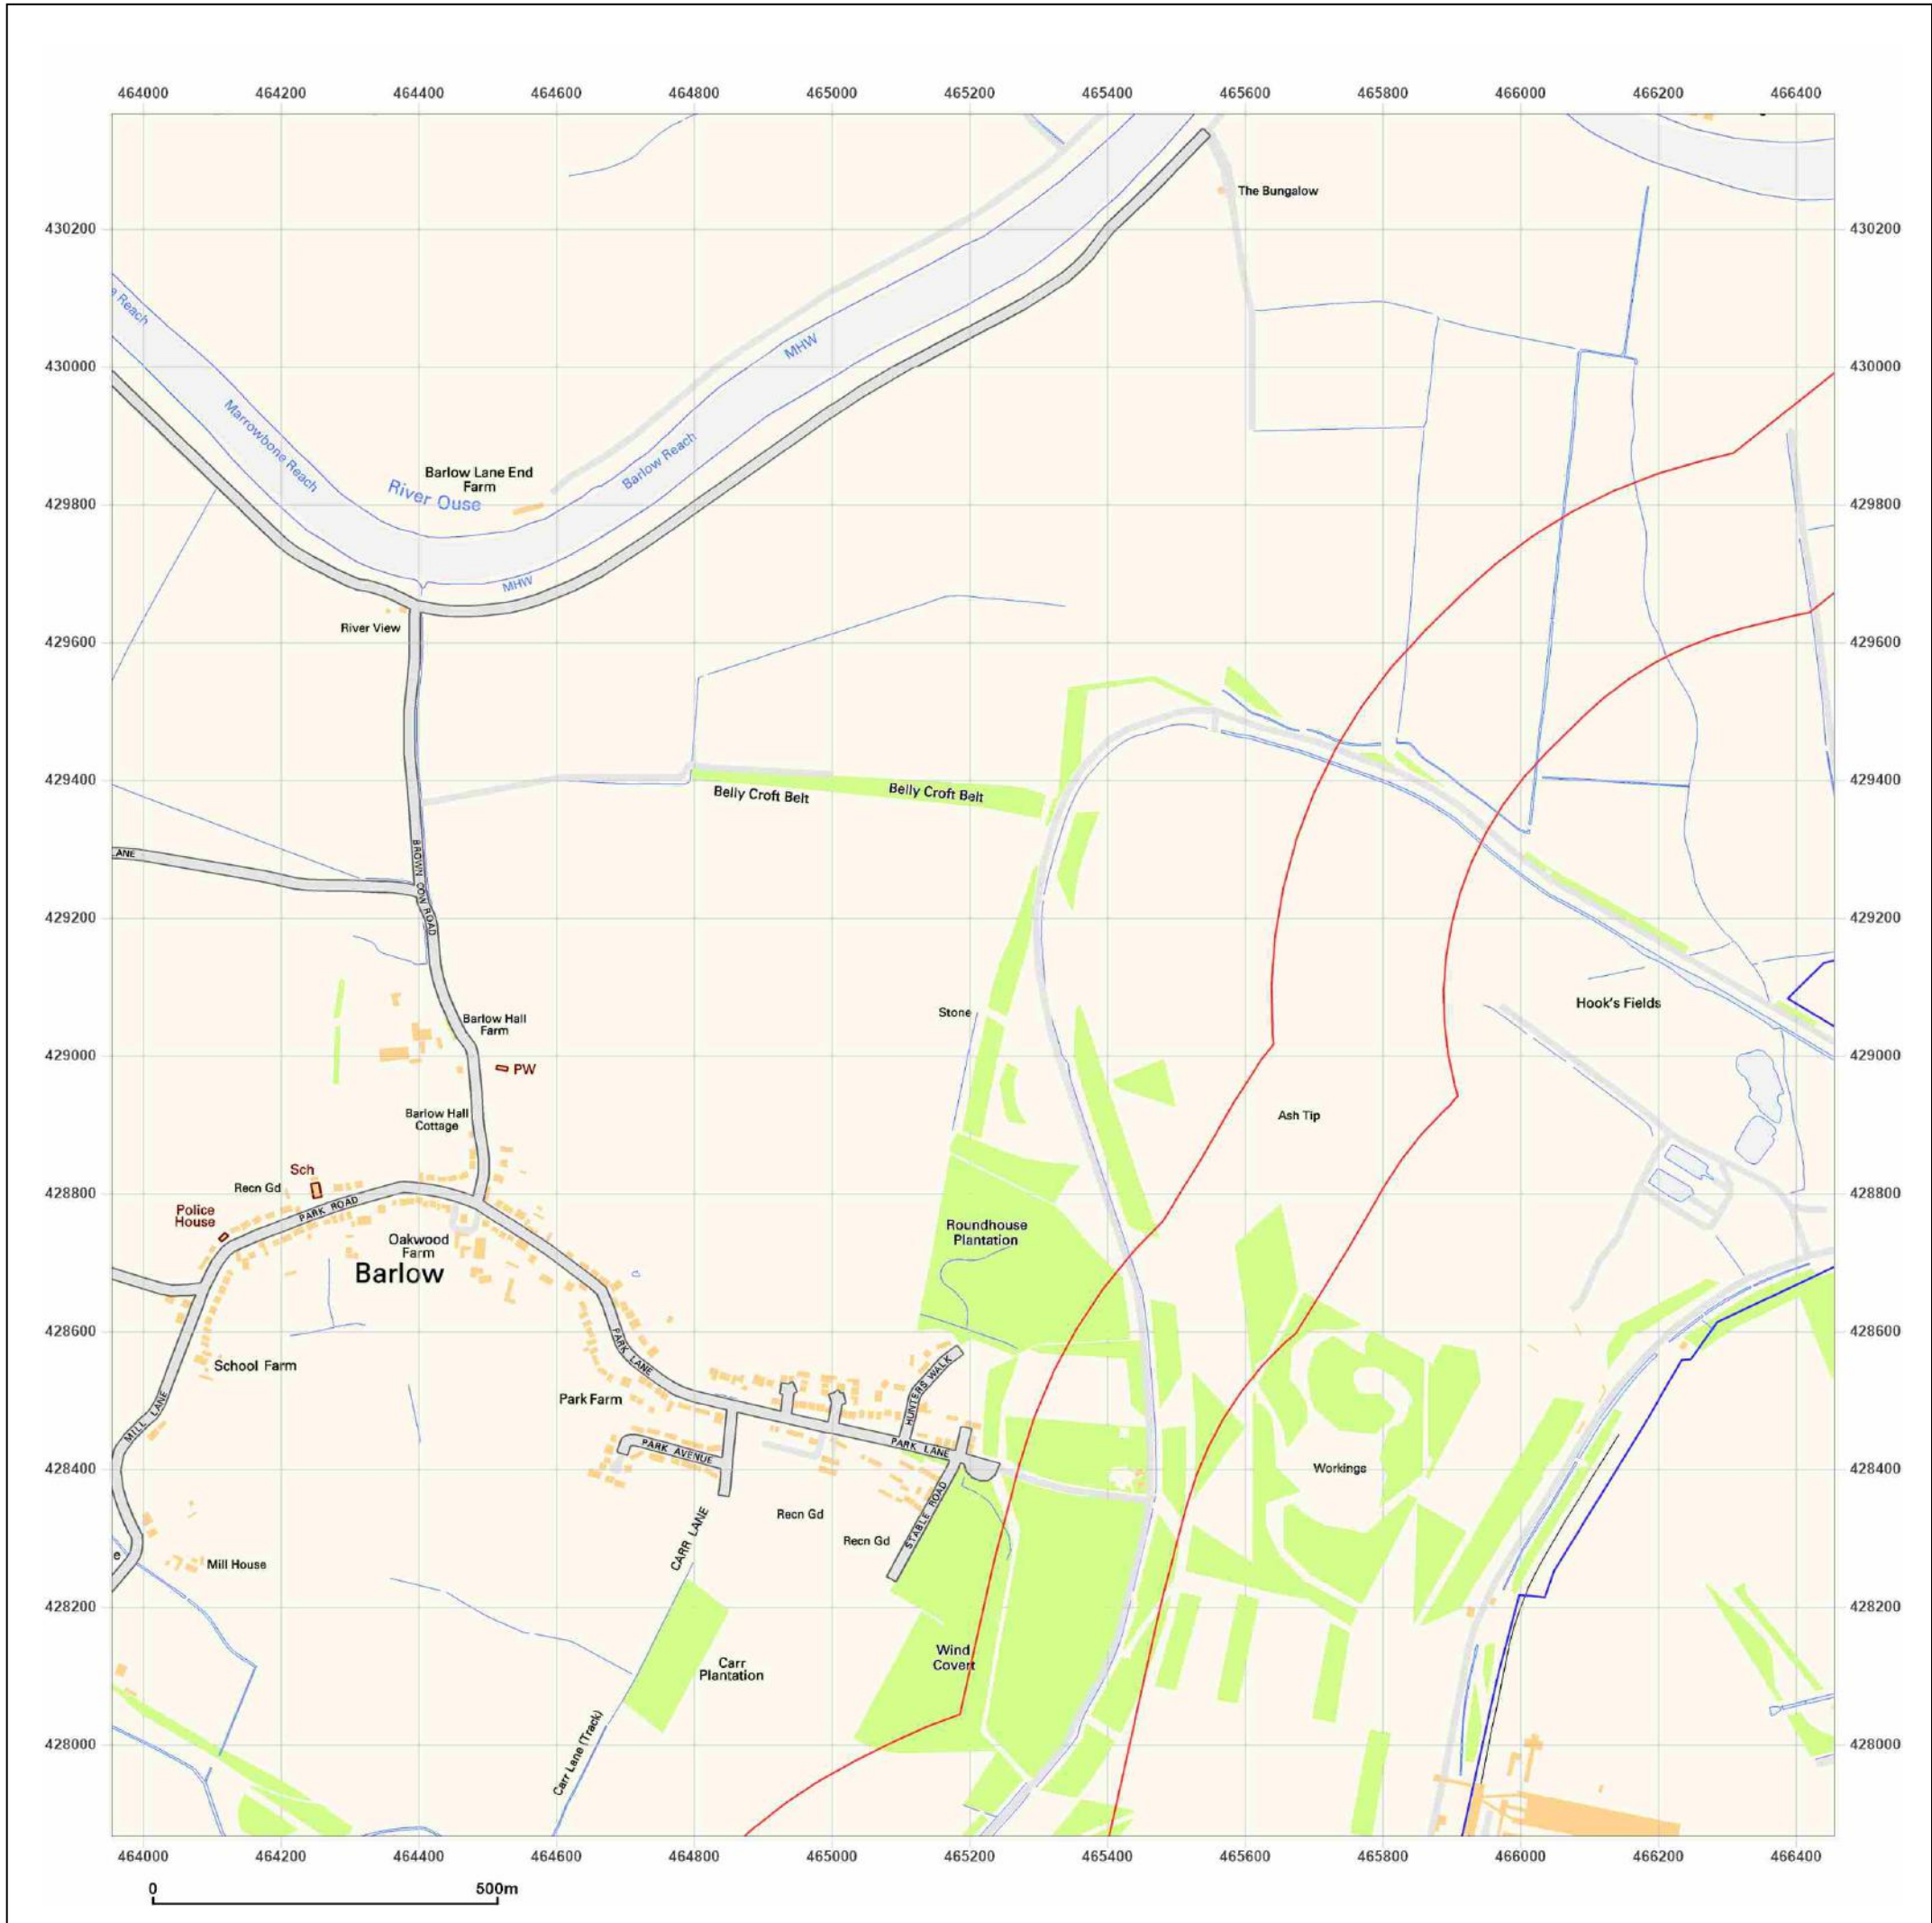 464000 464200 464400 464600 464800 465000 465200 465400 465600 465800 466000 466200 466400
The Bungalow
430200 430200
a Reach
MHW
430000 430000
Marrowbone Reach
Barlow Lane End
Farm
River Ouse
Barlow Reach
429800 429800
MHW
River View
429600 429600
429400 429400
Belly Croft Belt
Belly Croft Belt
LANE
BROWN COW ROAD
429200 429200
Stone
Hook's Fields
Barlow Hall
Farm
429000 429000
PW
Barlow Hall
Cottage
Ash Tip
Sch
Recn Gd
428800 428800
Police
House
PARK ROAD
Oakwood
Farm
Barlow
Roundhouse
Plantation
428600 428600
PARK LANE
School Farm
Park Farm
HUNTERS WALK
MILL LANE
PARK AVENUE
PARK LANE
428400 428400
Workings
Recn Gd
Recn Gd
STABLE ROAD
CARR LANE
e
Mill House
428200 428200
Wind
Covert
Carr
Plantation
Carr Lane (Track)
428000 428000
464000 464200 464400 464600 464800 465000 465200 465400 465600 465800 466000 466200 466400
0 500m